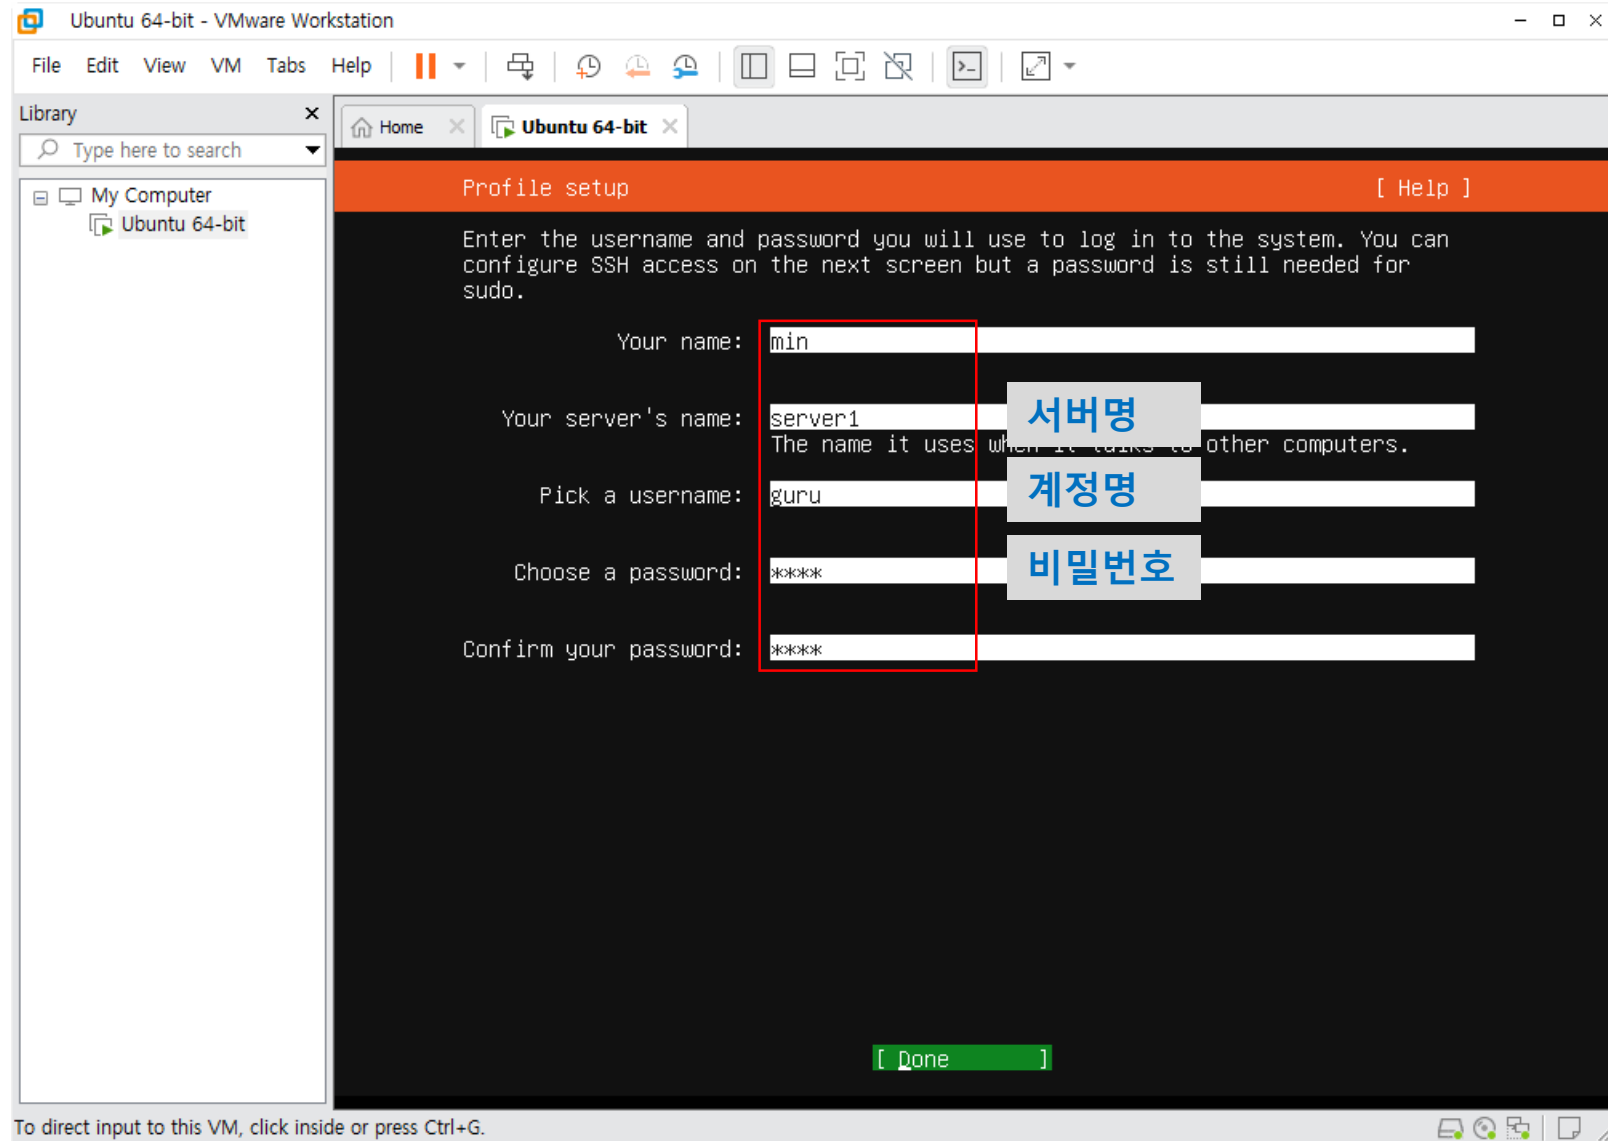 Ubuntu 64-bit - VMware Workstation
File Edit View VM Tabs Help
Library
Type here to search
My Computer
Ubuntu 64-bit
Home
Ubuntu 64-bit
Profile setup [ Help ]
Enter the username and password you will use to log in to the system. You can
configure SSH access on the next screen but a password is still needed for
sudo.
Your name: min
Your server's name: server1
서버명
The name it uses when it talks to other computers.
Pick a username: guru
계정명
Choose a password: ****
비밀번호
Confirm your password: ****
[ Done ]
To direct input to this VM, click inside or press Ctrl+G.